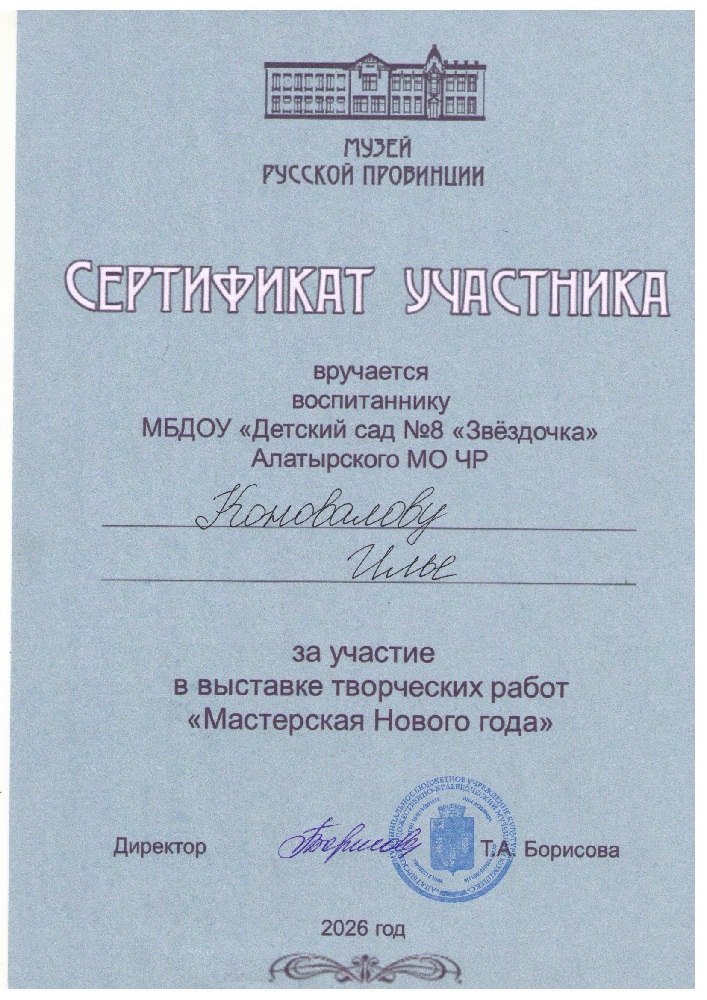 МУЗЕЙ
РУССКОЙ ПРОВИНЦИИ
СЕРТИФИКАТ УЧАСТНИКА
вручается
воспитаннику
МБДОУ «Детский сад №8 «Звёздочка»
Алатырского МО ЧР
Коновалову
Илье
за участие
в выставке творческих работ
«Мастерская Нового года»
Директор
Т.А. Борисова
2026 год